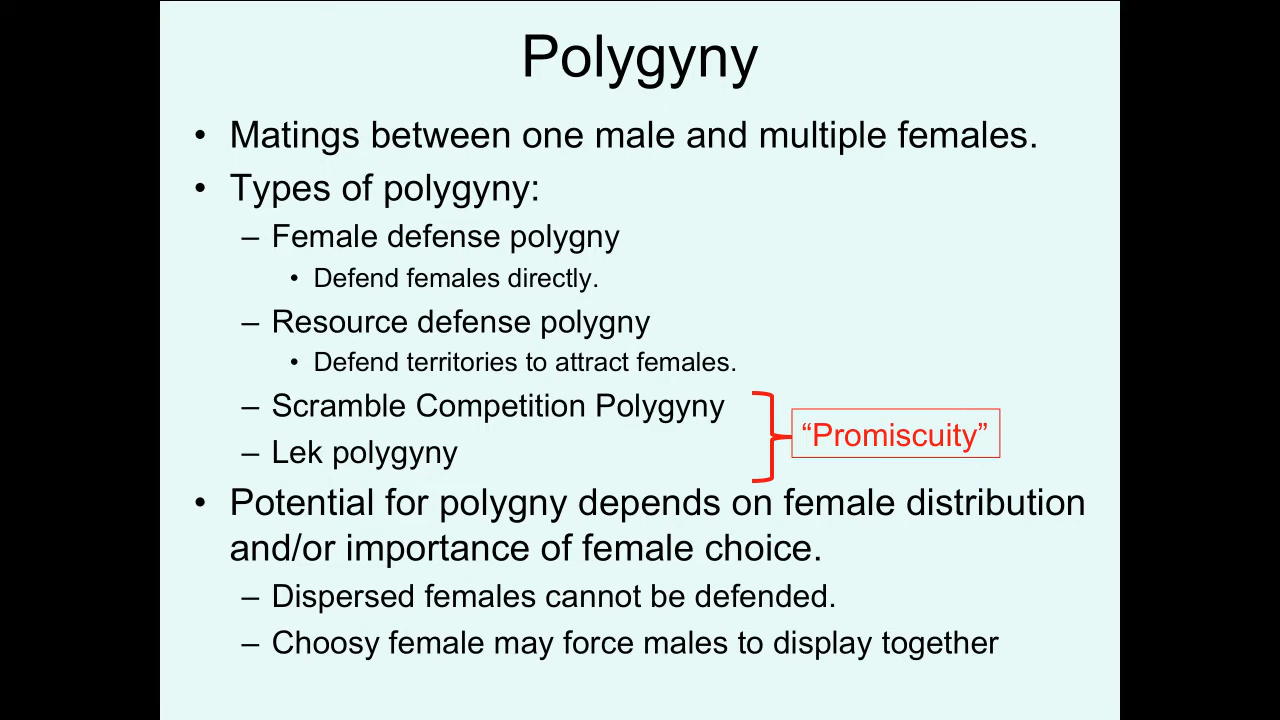 Polygyny
• Matings between one male and multiple females.
• Types of polygyny:
– Female defense polygny
• Defend females directly.
– Resource defense polygny
• Defend territories to attract females.
– Scramble Competition Polygyny
– Lek polygyny
“Promiscuity”
• Potential for polygny depends on female distribution
and/or importance of female choice.
– Dispersed females cannot be defended.
– Choosy female may force males to display together